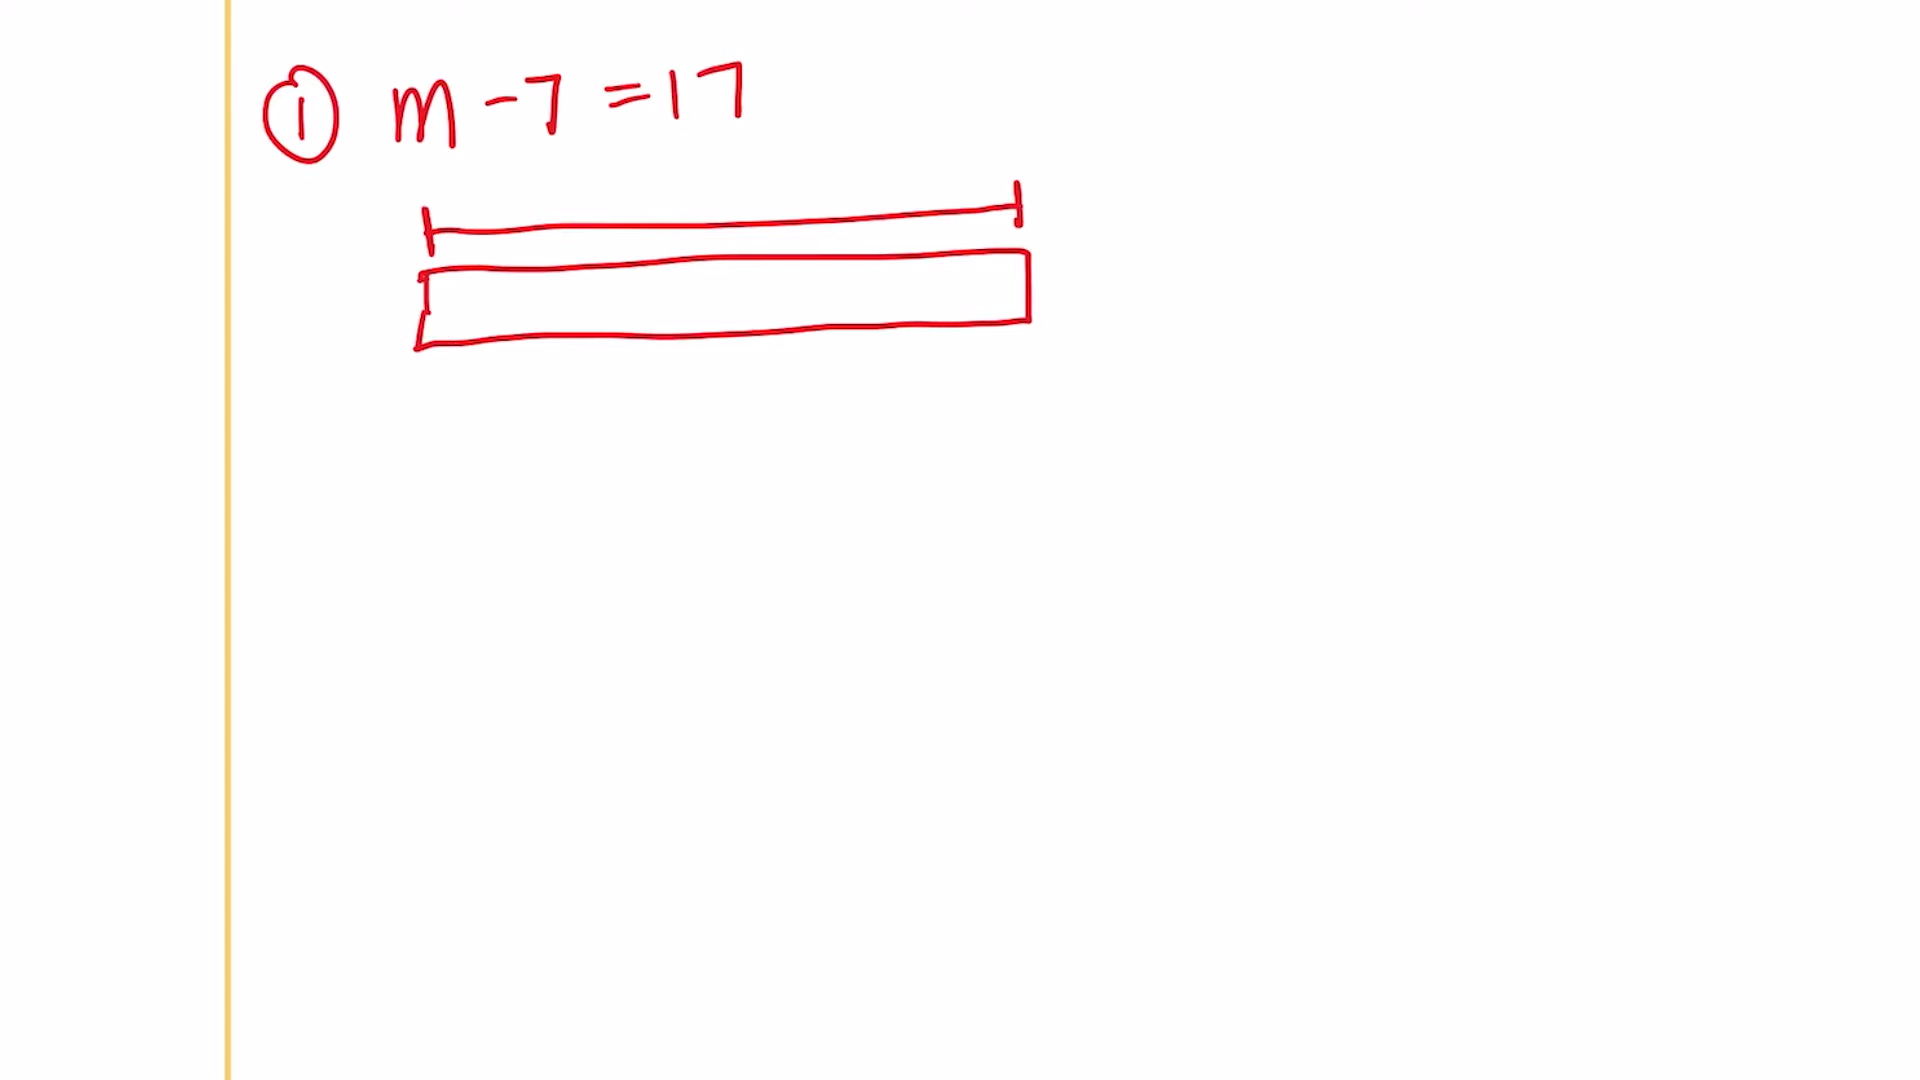 ① m - 7 = 17